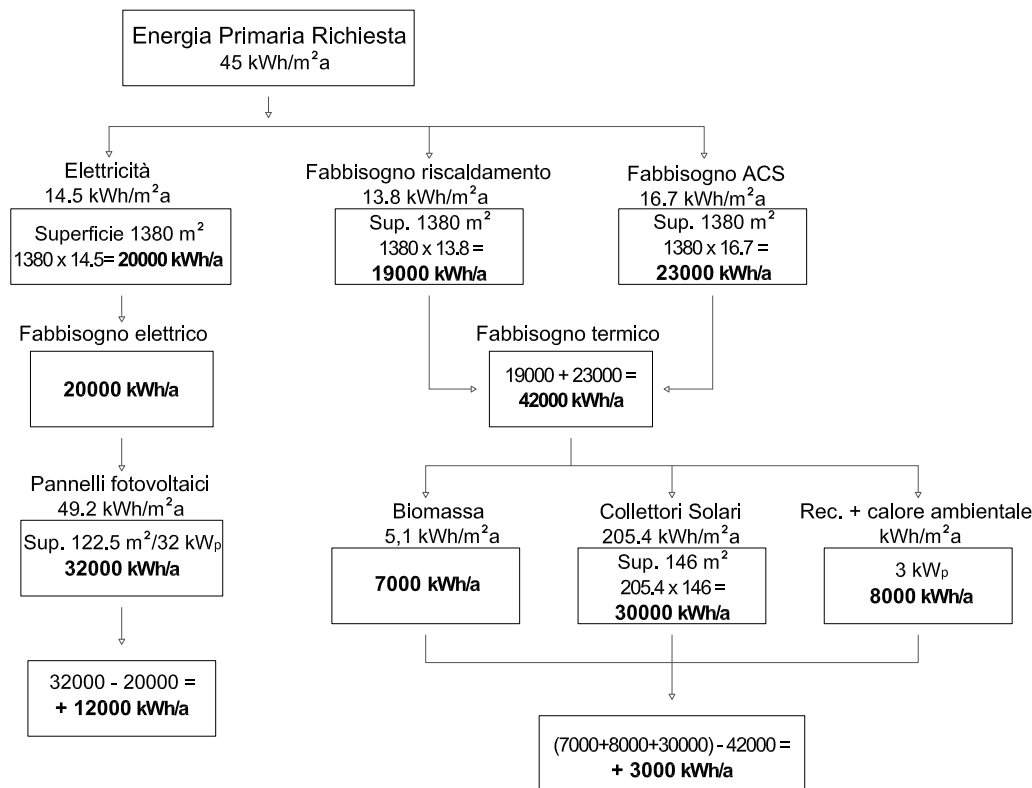 Energia Primaria Richiesta
45 kWh/m²a
Elettricità
14.5 kWh/m²a
Superficie 1380 m²
1380 x 14.5= 20000 kWh/a
Fabbisogno elettrico
20000 kWh/a
Pannelli fotovoltaici
49.2 kWh/m²a
Sup. 122.5 m²/32 kWp
32000 kWh/a
32000 - 20000 =
+ 12000 kWh/a
Fabbisogno riscaldamento
13.8 kWh/m²a
Sup. 1380 m²
1380 x 13.8 =
19000 kWh/a
Fabbisogno ACS
16.7 kWh/m²a
Sup. 1380 m²
1380 x 16.7 =
23000 kWh/a
Fabbisogno termico
19000 + 23000 =
42000 kWh/a
Biomassa
5,1 kWh/m²a
7000 kWh/a
Collettori Solari
205.4 kWh/m²a
Sup. 146 m²
205.4 x 146 =
30000 kWh/a
Rec. + calore ambientale
kWh/m²a
3 kWp
8000 kWh/a
(7000+8000+30000) - 42000 =
+ 3000 kWh/a